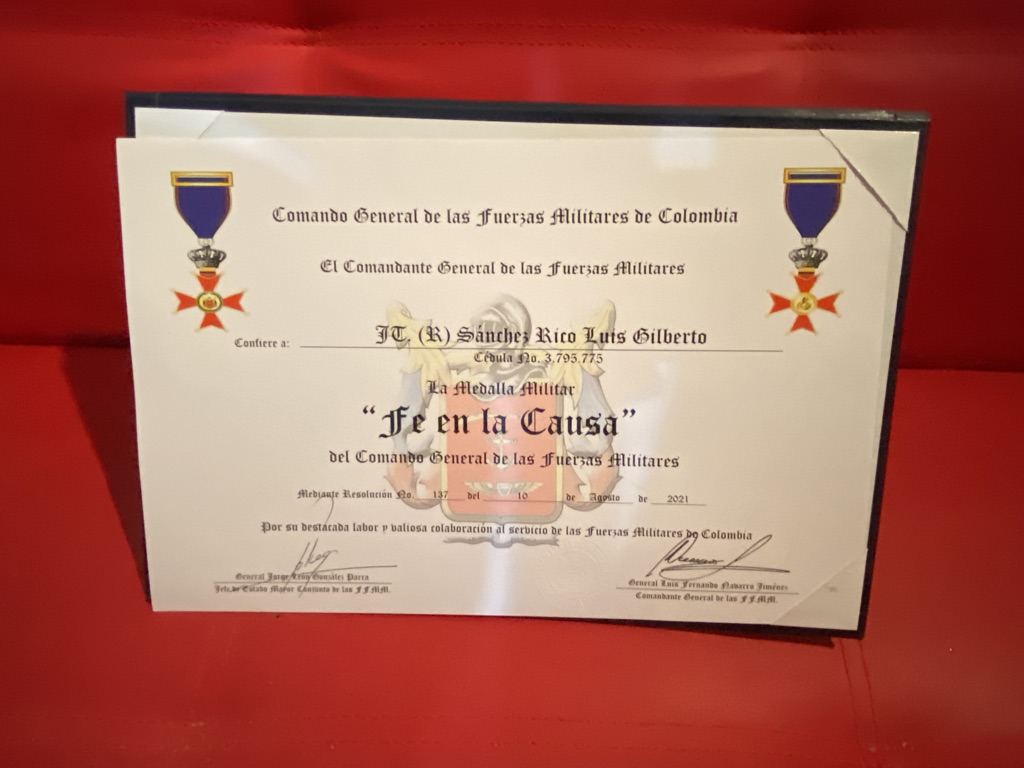 Comando General de las Fuerzas Militares de Colombia
El Comandante General de las Fuerzas Militares
Confiere a: JT. (R) Sánchez Rico Luis Gilberto
Cédula No. 3.795.775
La Medalla Militar
“Fe en la Causa”
del Comando General de las Fuerzas Militares
Mediante Resolución No. 137 del 10 de Agosto de 2021
Por su destacada labor y valiosa colaboración al servicio de las Fuerzas Militares de Colombia
General Jorge León González Parra
Jefe de Estado Mayor Conjunto de las FF.MM.
General Luis Fernando Navarro Jiménez
Comandante General de las FF.MM.